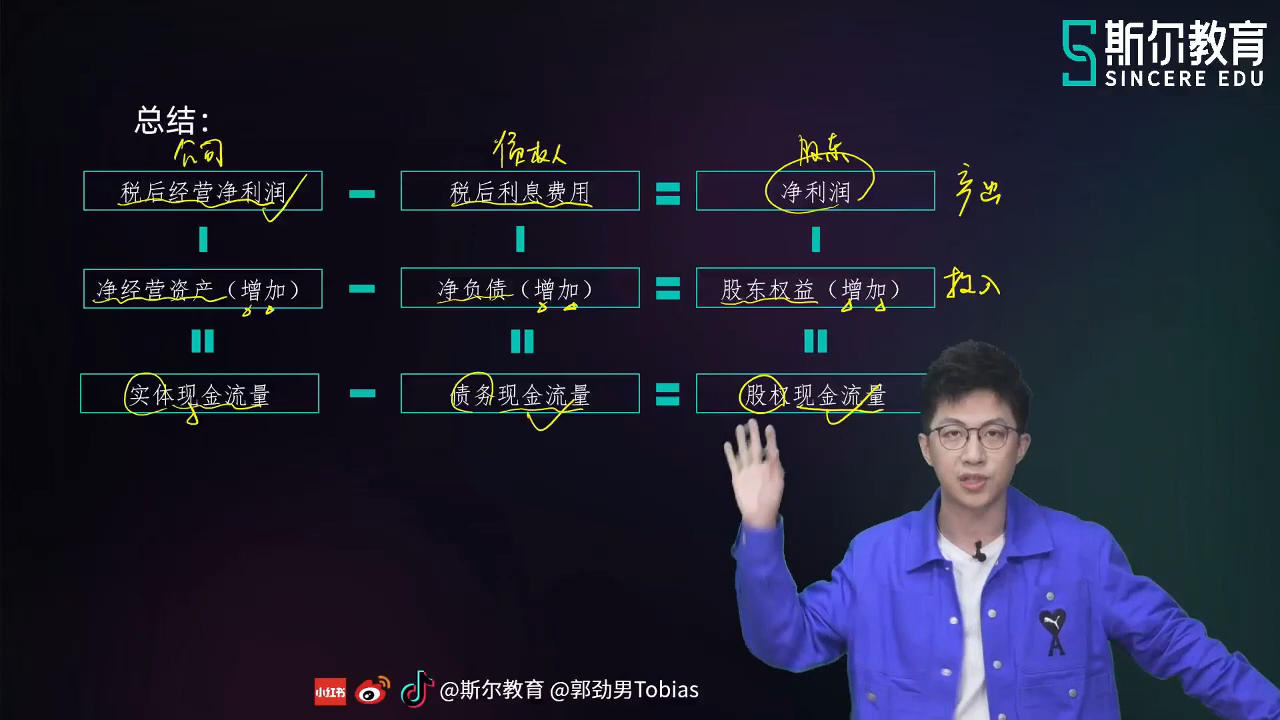 斯尔教育
SINCERE EDU
总结：
公司 债权人 股东
税后经营净利润 － 税后利息费用 = 净利润 产出
净经营资产（增加） － 净负债（增加） = 股东权益（增加） 投入
实体现金流量 － 债务现金流量 = 股权现金流量
小红书 @斯尔教育 @郭劲男Tobias